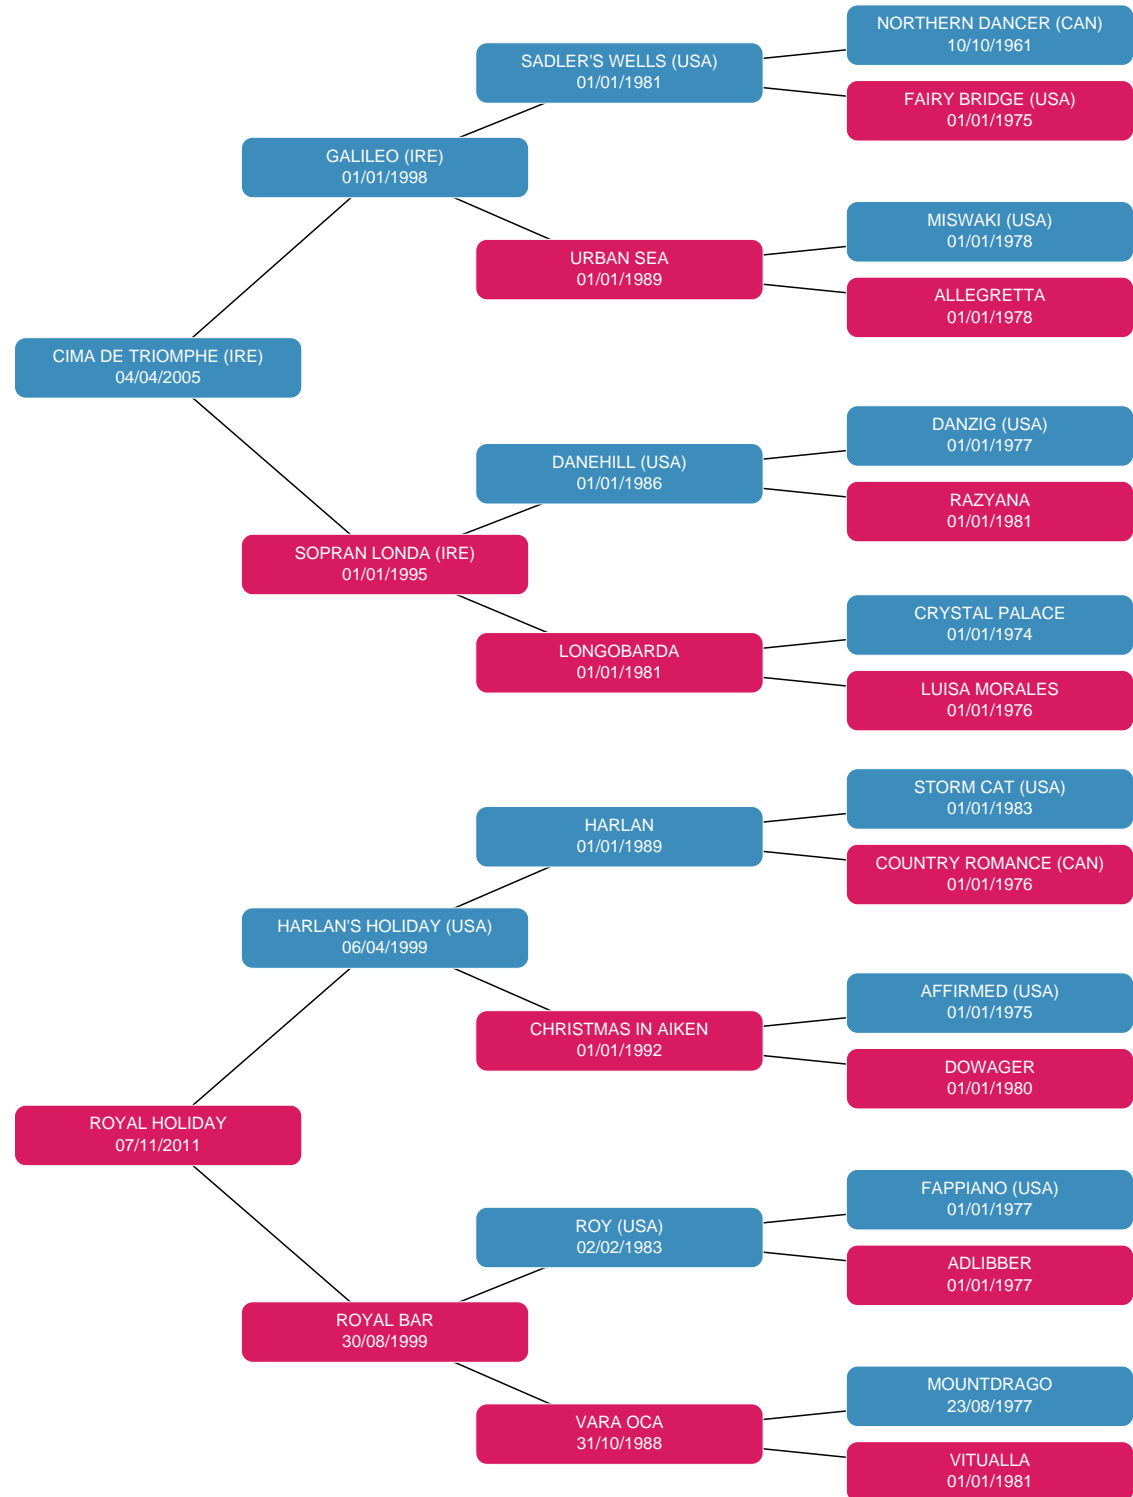 NORTHERN DANCER (CAN)
10/10/1961
SADLER'S WELLS (USA)
01/01/1981
FAIRY BRIDGE (USA)
01/01/1975
GALILEO (IRE)
01/01/1998
MISWAKI (USA)
01/01/1978
URBAN SEA
01/01/1989
ALLEGRETTA
01/01/1978
CIMA DE TRIOMPHE (IRE)
04/04/2005
DANZIG (USA)
01/01/1977
DANEHILL (USA)
01/01/1986
RAZYANA
01/01/1981
SOPRAN LONDA (IRE)
01/01/1995
CRYSTAL PALACE
01/01/1974
LONGOBARDA
01/01/1981
LUISA MORALES
01/01/1976
STORM CAT (USA)
01/01/1983
HARLAN
01/01/1989
COUNTRY ROMANCE (CAN)
01/01/1976
HARLAN'S HOLIDAY (USA)
06/04/1999
AFFIRMED (USA)
01/01/1975
CHRISTMAS IN AIKEN
01/01/1992
DOWAGER
01/01/1980
ROYAL HOLIDAY
07/11/2011
FAPPIANO (USA)
01/01/1977
ROY (USA)
02/02/1983
ADLIBBER
01/01/1977
ROYAL BAR
30/08/1999
MOUNTDRAGO
23/08/1977
VARA OCA
31/10/1988
VITUALLA
01/01/1981